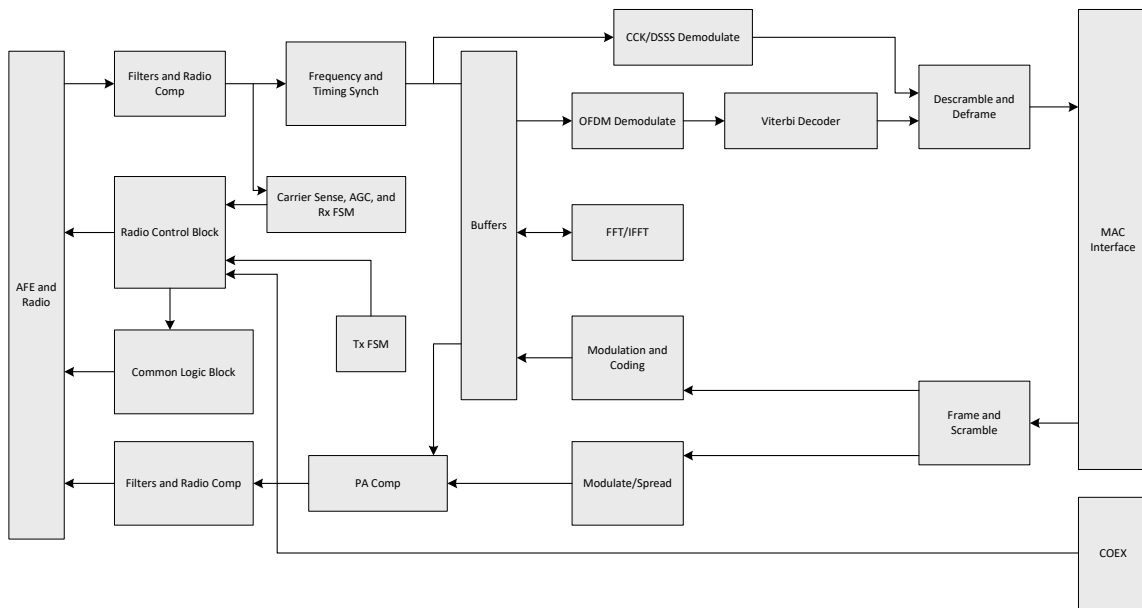 CCK/DSSS Demodulate
Filters and Radio
Comp
Frequency and
Timing Synch
Descramble and
Deframe
OFDM Demodulate
Viterbi Decoder
Carrier Sense, AGC, and
Rx FSM
Radio Control Block
Buffers
FFT/IFFT
MAC
Interface
AFE and
Radio
Tx FSM
Common Logic Block
Modulation and
Coding
Frame and
Scramble
Filters and Radio Comp
PA Comp
Modulate/Spread
COEX